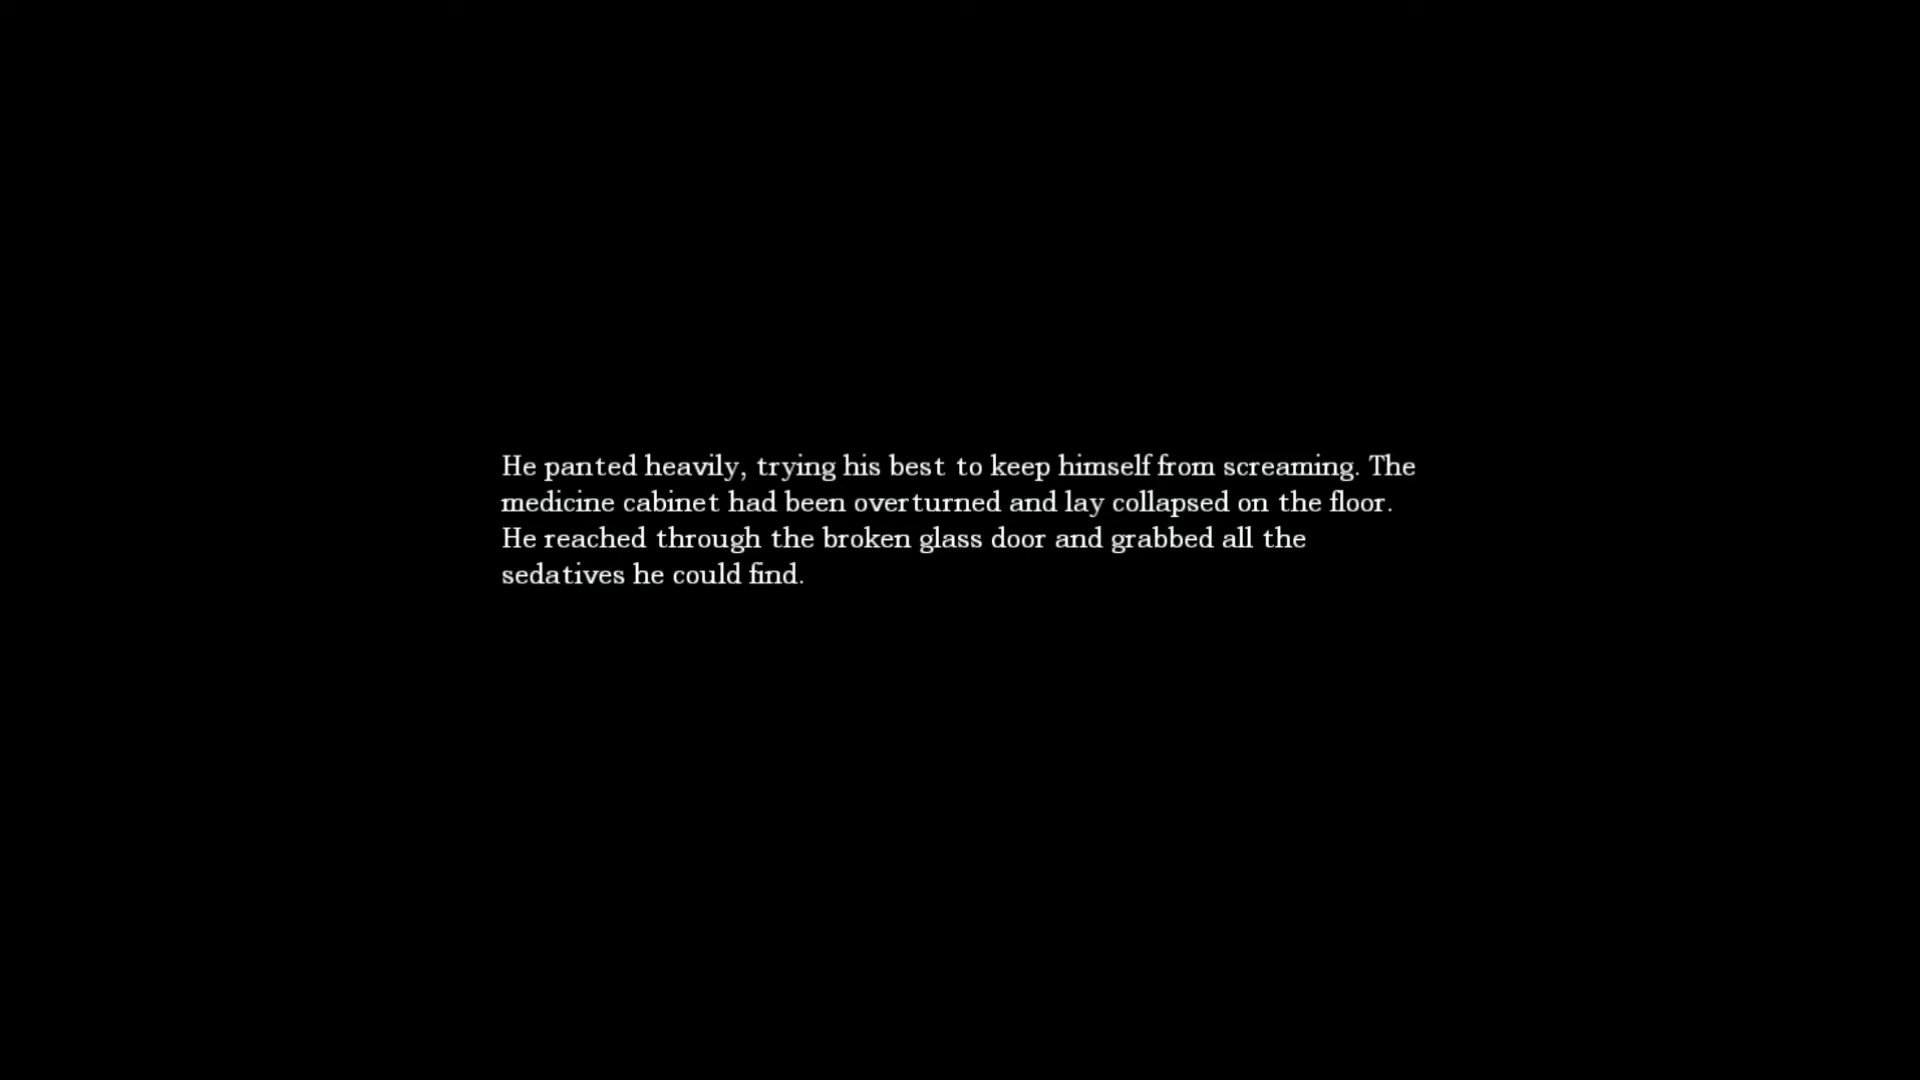 He panted heavily, trying his best to keep himself from screaming. The
medicine cabinet had been overturned and lay collapsed on the floor.
He reached through the broken glass door and grabbed all the
sedatives he could find.